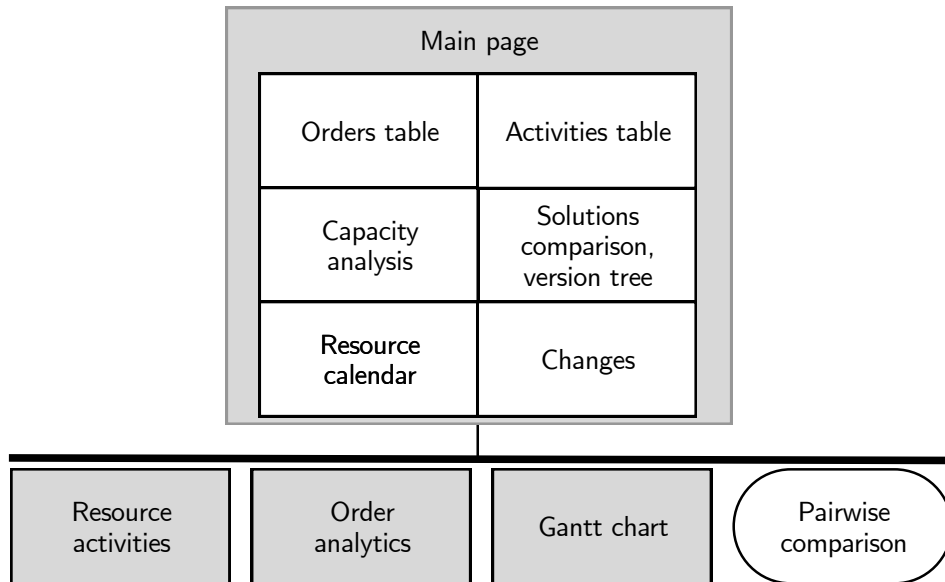 Main page
Orders table
Activities table
Capacity
analysis
Solutions
comparison,
version tree
Resource
calendar
Changes
Resource
activities
Order
analytics
Gantt chart
Pairwise
comparison